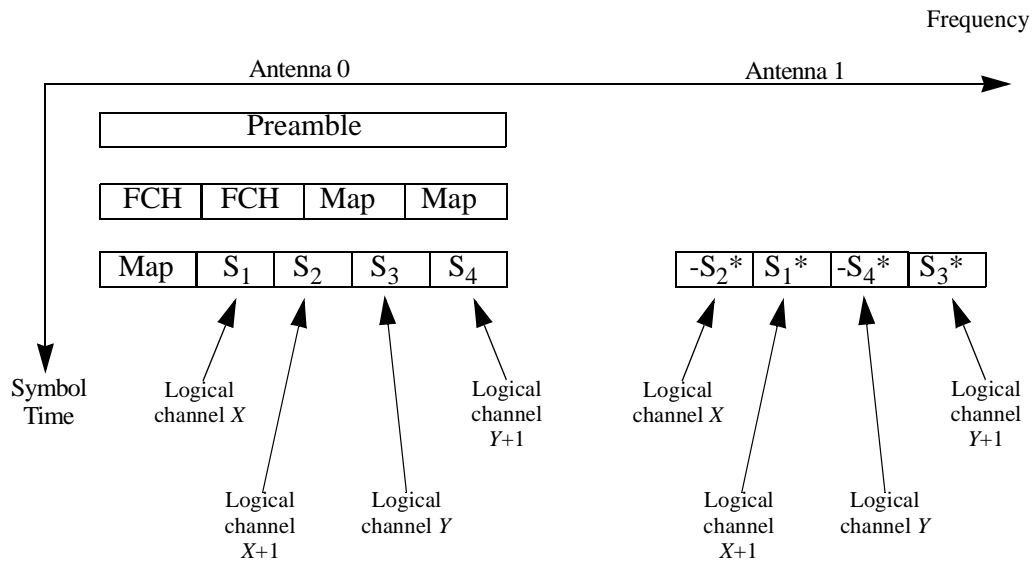 Frequency
Antenna 0 Antenna 1
Preamble
FCH FCH Map Map
Map S1 S2 S3 S4 -S2* S1* -S4* S3*
Symbol
Time
Logical
channel X
Logical
channel
Y+1
Logical
channel X
Logical
channel
Y+1
Logical
channel
X+1
Logical
channel Y
Logical
channel
X+1
Logical
channel Y